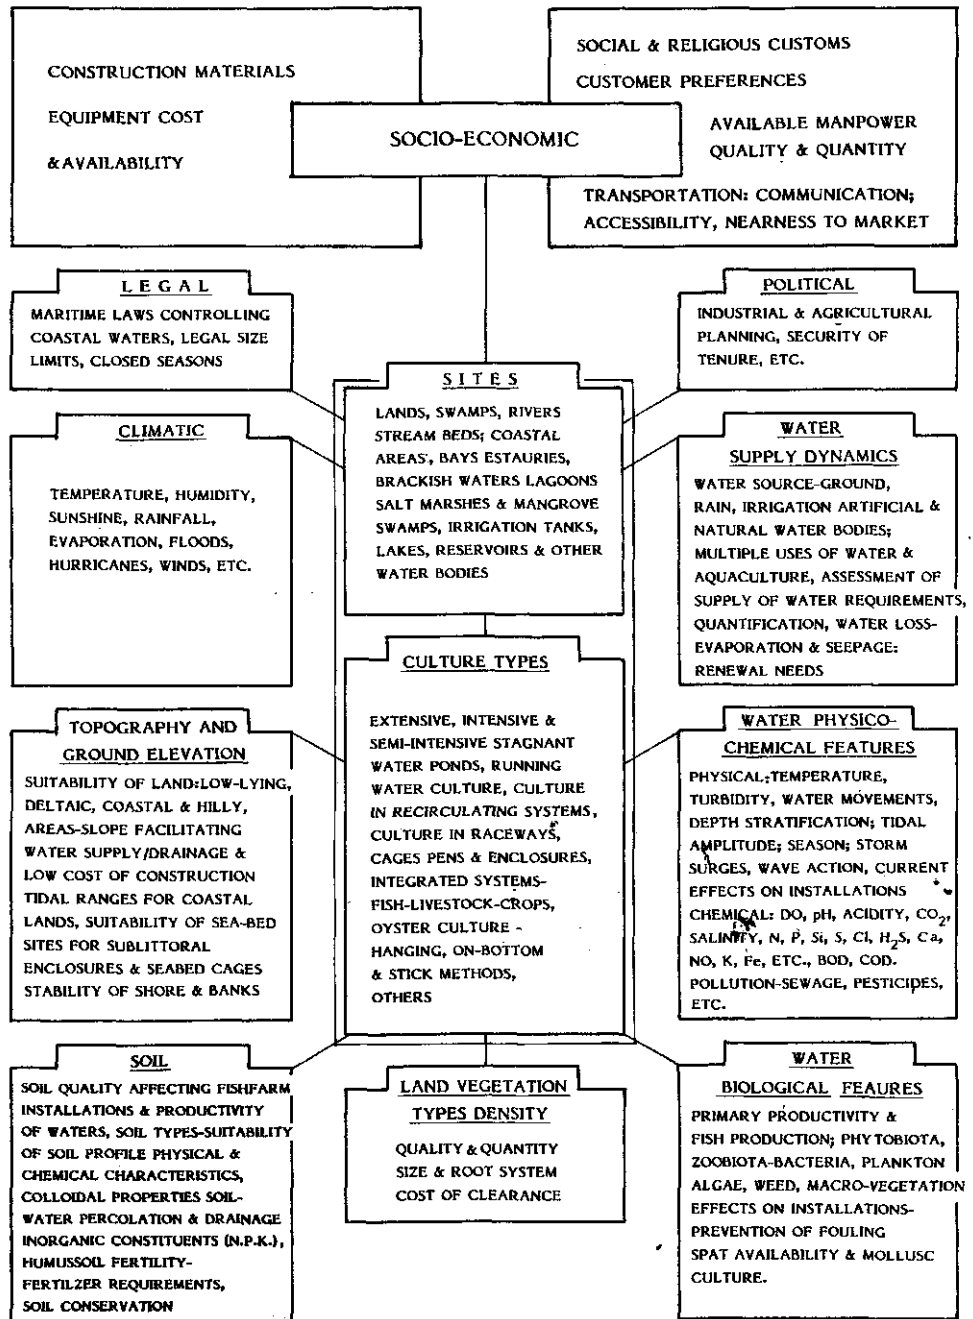 CONSTRUCTION MATERIALS
EQUIPMENT COST
&AVAILABILITY
SOCIO-ECONOMIC
SOCIAL & RELIGIOUS CUSTOMS
CUSTOMER PREFERENCES
AVAILABLE MANPOWER
QUALITY & QUANTITY
TRANSPORTATION: COMMUNICATION;
ACCESSIBILITY, NEARNESS TO MARKET
LEGAL
MARITIME LAWS CONTROLLING
COASTAL WATERS, LEGAL SIZE
LIMITS, CLOSED SEASONS
POLITICAL
INDUSTRIAL & AGRICULTURAL
PLANNING, SECURITY OF
TENURE, ETC.
SITES
LANDS, SWAMPS, RIVERS
STREAM BEDS; COASTAL
AREAS, BAYS ESTAURIES,
BRACKISH WATERS LAGOONS
SALT MARSHES & MANGROVE
SWAMPS, IRRIGATION TANKS,
LAKES, RESERVOIRS & OTHER
WATER BODIES
CLIMATIC
TEMPERATURE, HUMIDITY,
SUNSHINE, RAINFALL,
EVAPORATION, FLOODS,
HURRICANES, WINDS, ETC.
WATER
SUPPLY DYNAMICS
WATER SOURCE-GROUND,
RAIN, IRRIGATION ARTIFICIAL &
NATURAL WATER BODIES;
MULTIPLE USES OF WATER &
AQUACULTURE, ASSESSMENT OF
SUPPLY OF WATER REQUIREMENTS,
QUANTIFICATION, WATER LOSS-
EVAPORATION & SEEPAGE:
RENEWAL NEEDS
CULTURE TYPES
EXTENSIVE, INTENSIVE &
SEMI-INTENSIVE STAGNANT
WATER PONDS, RUNNING
WATER CULTURE, CULTURE
IN RECIRCULATING SYSTEMS,
CULTURE IN RACEWAYS,
CAGES PENS & ENCLOSURES,
INTEGRATED SYSTEMS-
FISH-LIVESTOCK-CROPS,
OYSTER CULTURE -
HANGING, ON-BOTTOM
& STICK METHODS,
OTHERS
TOPOGRAPHY AND
GROUND ELEVATION
SUITABILITY OF LAND:LOW-LYING,
DELTAIC, COASTAL & HILLY,
AREAS-SLOPE FACILITATING
WATER SUPPLY/DRAINAGE &
LOW COST OF CONSTRUCTION
TIDAL RANGES FOR COASTAL
LANDS, SUITABILITY OF SEA-BED
SITES FOR SUBLITTORAL
ENCLOSURES & SEABED CAGES
STABILITY OF SHORE & BANKS
WATER PHYSICO-
CHEMICAL FEATURES
PHYSICAL:TEMPERATURE,
TURBIDITY, WATER MOVEMENTS,
DEPTH STRATIFICATION; TIDAL
AMPLITUDE; SEASON; STORM
SURGES, WAVE ACTION, CURRENT
EFFECTS ON INSTALLATIONS
CHEMICAL: DO, pH, ACIDITY, CO₂,
SALINITY, N, P, Si, S, Cl, H₂S, Ca,
NO, K, Fe, ETC., BOD, COD.
POLLUTION-SEWAGE, PESTICIPES,
ETC.
SOIL
SOIL QUALITY AFFECTING FISHFARM
INSTALLATIONS & PRODUCTIVITY
OF WATERS, SOIL TYPES-SUITABILITY
OF SOIL PROFILE PHYSICAL &
CHEMICAL CHARACTERISTICS,
COLLOIDAL PROPERTIES SOIL-
WATER PERCOLATION & DRAINAGE
INORGANIC CONSTITUENTS (N.P.K.),
HUMUSSOIL FERTILITY-
FERTILZER REQUIREMENTS,
SOIL CONSERVATION
LAND VEGETATION
TYPES DENSITY
QUALITY & QUANTITY
SIZE & ROOT SYSTEM
COST OF CLEARANCE
WATER
BIOLOGICAL FEAURES
PRIMARY PRODUCTIVITY &
FISH PRODUCTION; PHYTOBIOTA,
ZOOBIOTA-BACTERIA, PLANKTON
ALGAE, WEED, MACRO-VEGETATION
EFFECTS ON INSTALLATIONS-
PREVENTION OF FOULING
SPAT AVAILABILITY & MOLLUSC
CULTURE.